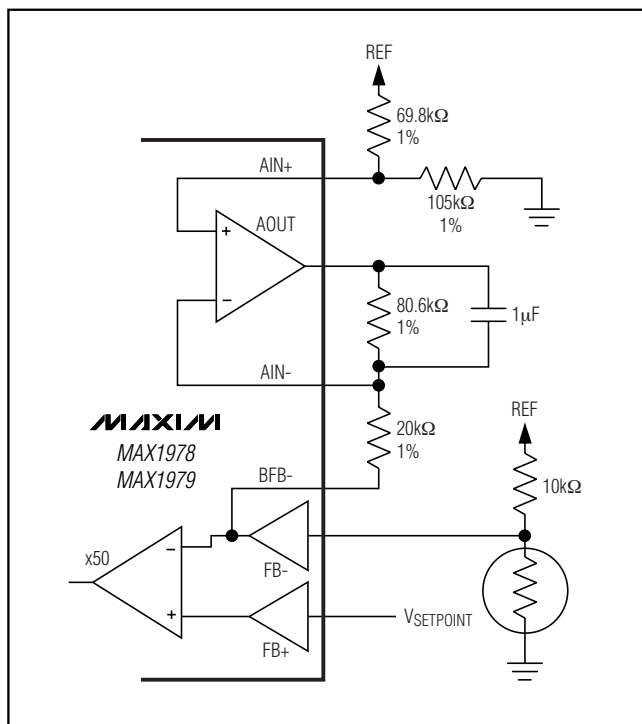 REF
69.8kΩ
1%
AIN+
105kΩ
1%
AOUT
+
−
80.6kΩ
1%
1μF
AIN-
MAXIM
MAX1978
MAX1979
20kΩ
1%
REF
10kΩ
BFB-
x50
−
FB-
+
VSETPOINT
FB+